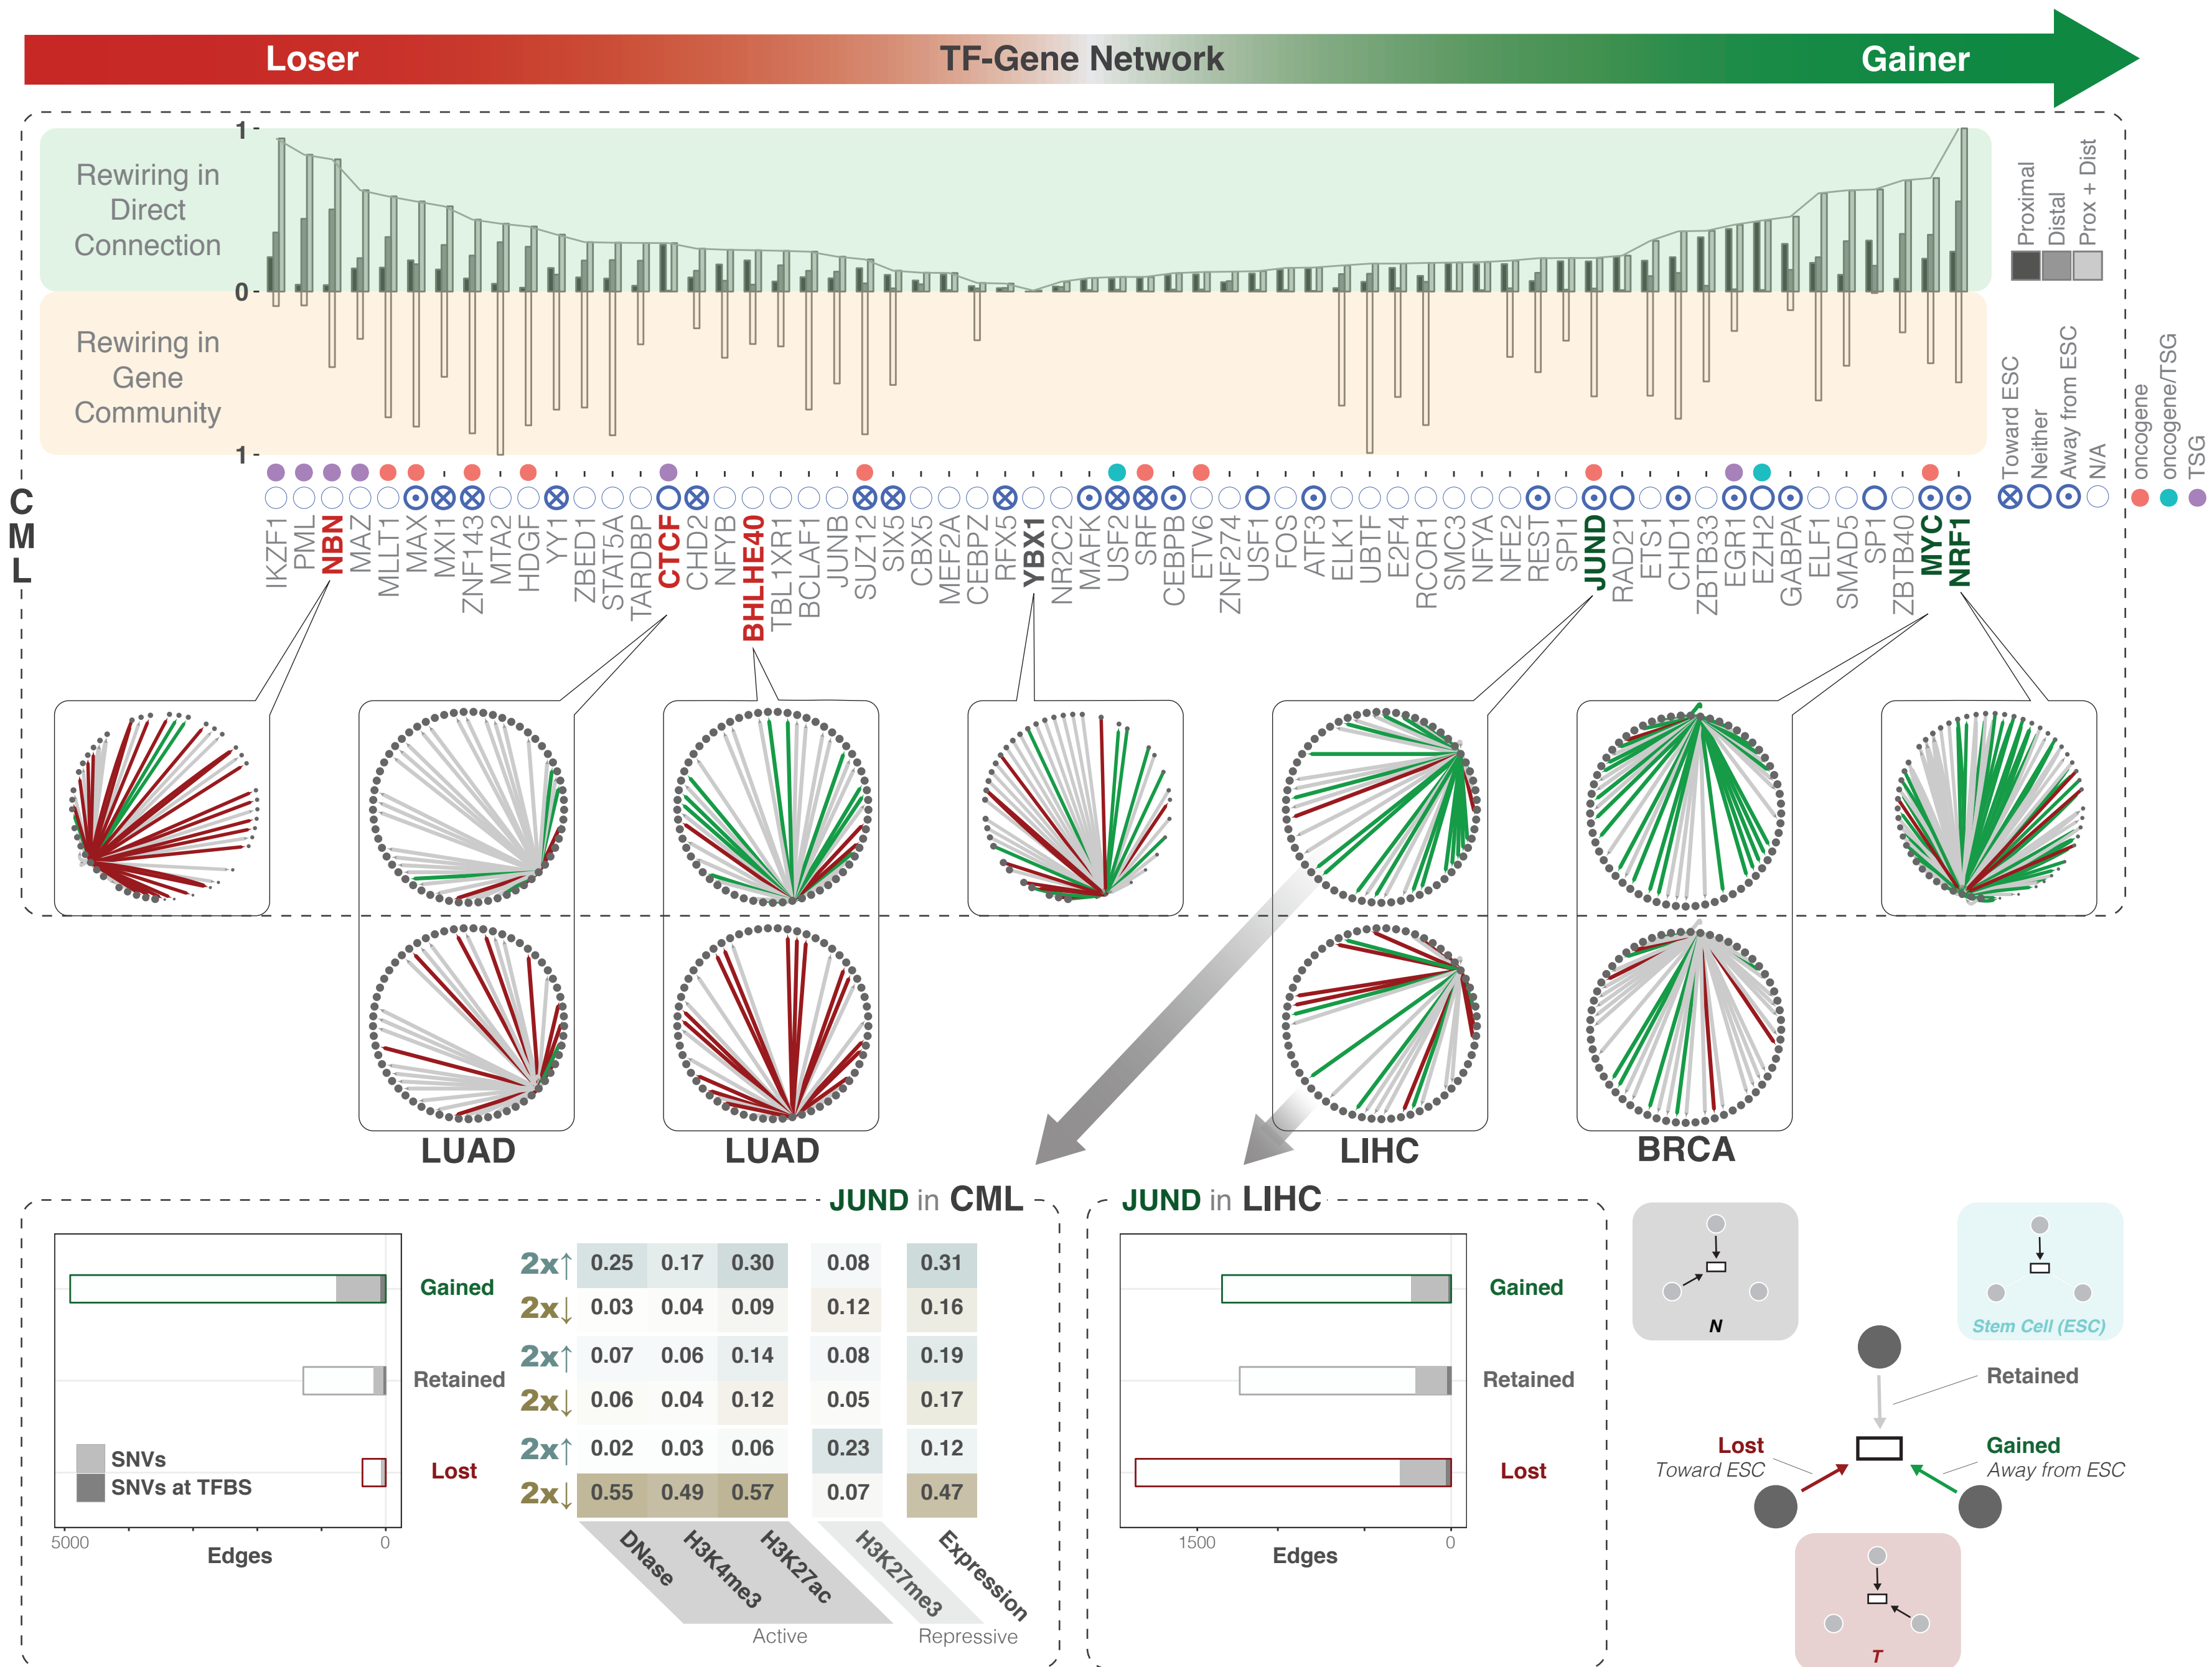 Loser
TF-Gene Network
Gainer
1
Rewiring in
Direct
Connection
0
Rewiring in
Gene
Community
1
Proximal
Distal
Prox + Dist
Toward ESC
Neither
Away from ESC
N/A
oncogene
oncogene/TSG
TSG
C
M
L
IKZF1
PML
NBN
MAZ
MLLT1
MAX
MXI1
ZNF143
MTA2
HDGF
YY1
ZBED1
STAT5A
TARDBP
CTCF
CHD2
NFYB
BHLHE40
TBL1XR1
BCLAF1
JUNB
SUZ12
SIX5
CBX5
MEF2A
CEBPZ
RFX5
YBX1
NR2C2
MAFK
USF2
SRF
CEBPB
ETV6
ZNF274
USF1
FOS
ATF3
ELK1
UBTF
E2F4
RCOR1
SMC3
NFYA
NFE2
REST
SPI1
JUND
RAD21
ETS1
CHD1
ZBTB33
EGR1
EZH2
GABPA
ELF1
SMAD5
SP1
ZBTB40
MYC
NRF1
LUAD
LUAD
LIHC
BRCA
JUND in CML
Gained
Retained
Lost
SNVs
SNVs at TFBS
5000
0
Edges
2x↑ 0.25 0.17 0.30 0.08 0.31
2x↓ 0.03 0.04 0.09 0.12 0.16
2x↑ 0.07 0.06 0.14 0.08 0.19
2x↓ 0.06 0.04 0.12 0.05 0.17
2x↑ 0.02 0.03 0.06 0.23 0.12
2x↓ 0.55 0.49 0.57 0.07 0.47
DNase
H3K4me3
H3K27ac
H3K27me3
Expression
Active
Repressive
JUND in LIHC
Gained
Retained
Lost
1500
0
Edges
N
Stem Cell (ESC)
Retained
Lost
Toward ESC
Gained
Away from ESC
T